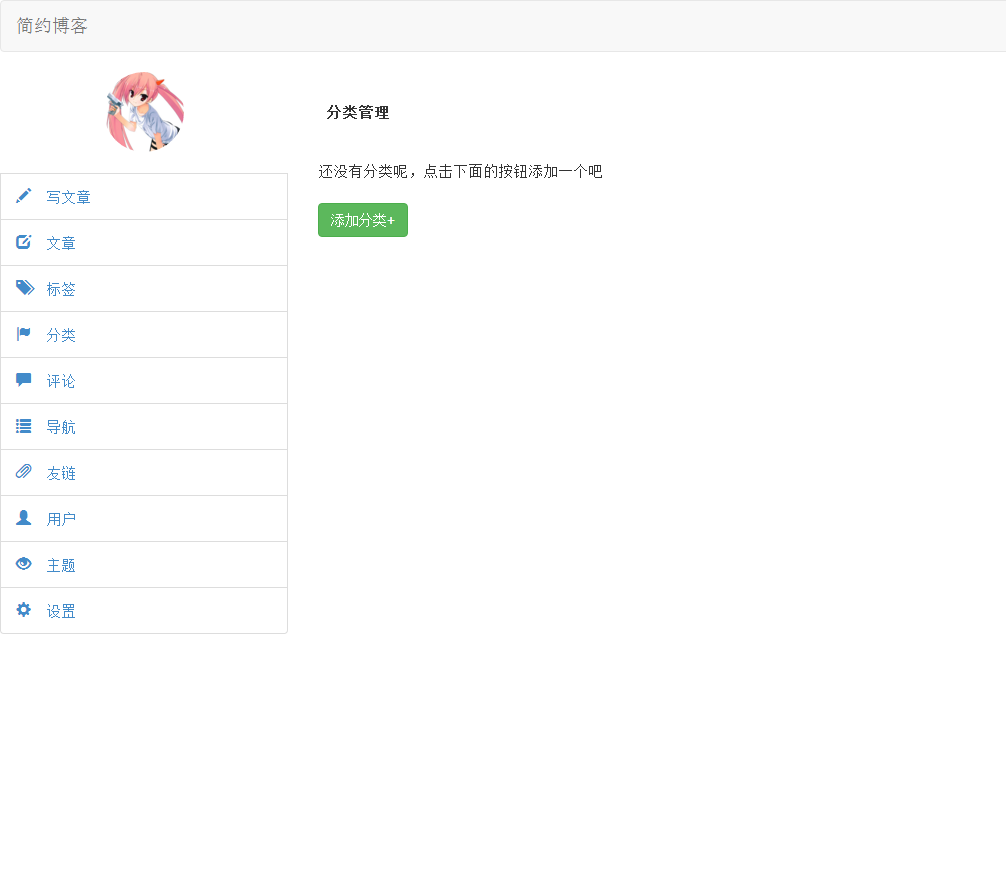 简约博客
写文章
文章
标签
分类
评论
导航
友链
用户
主题
设置
分类管理
还没有分类呢，点击下面的按钮添加一个吧
添加分类+